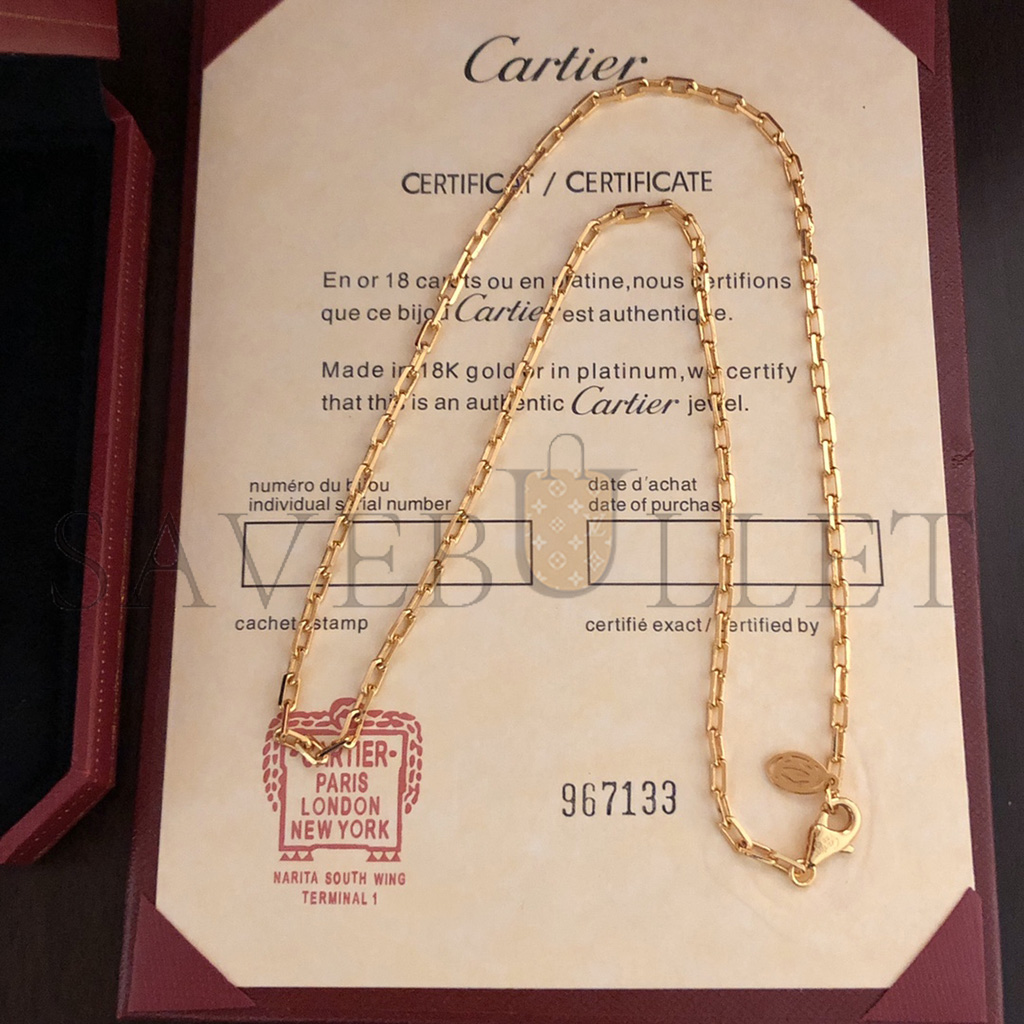 Cartier
CERTIFICAT / CERTIFICATE
En or 18 carats ou en platine,nous certifions
que ce bijou Cartier est authentique.
Made in 18K gold or in platinum,we certify
that this is an authentic Cartier jewel.
numéro du bijou
individual serial number
date d'achat
date of purchase
SAVEBULLET
cachet / stamp
certifié exact / certified by
-CARTIER-
PARIS
LONDON
NEW YORK
NARITA SOUTH WING
TERMINAL 1
967133